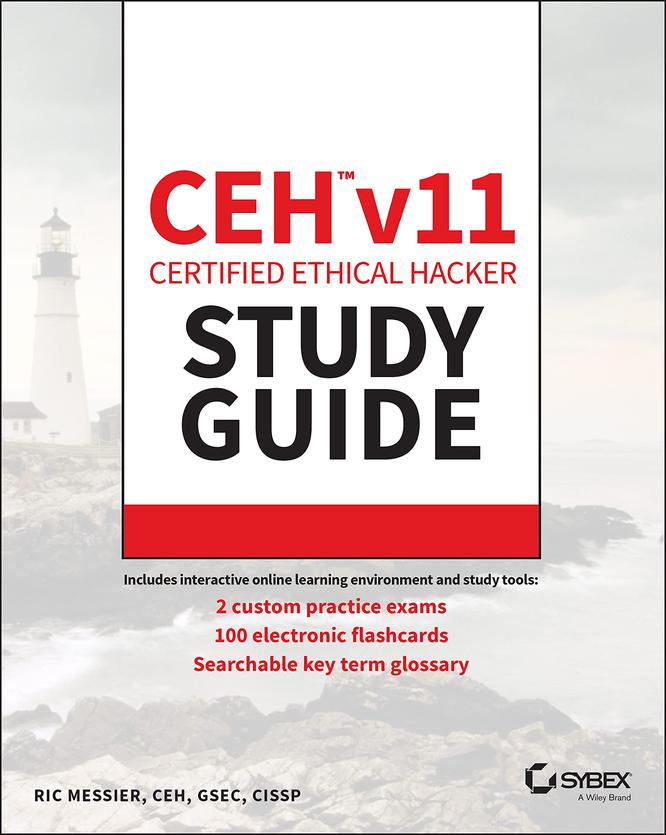 CEH™ v11
CERTIFIED ETHICAL HACKER
STUDY
GUIDE
Includes interactive online learning environment and study tools:
2 custom practice exams
100 electronic flashcards
Searchable key term glossary
RIC MESSIER, CEH, GSEC, CISSP
SYBEX®
A Wiley Brand